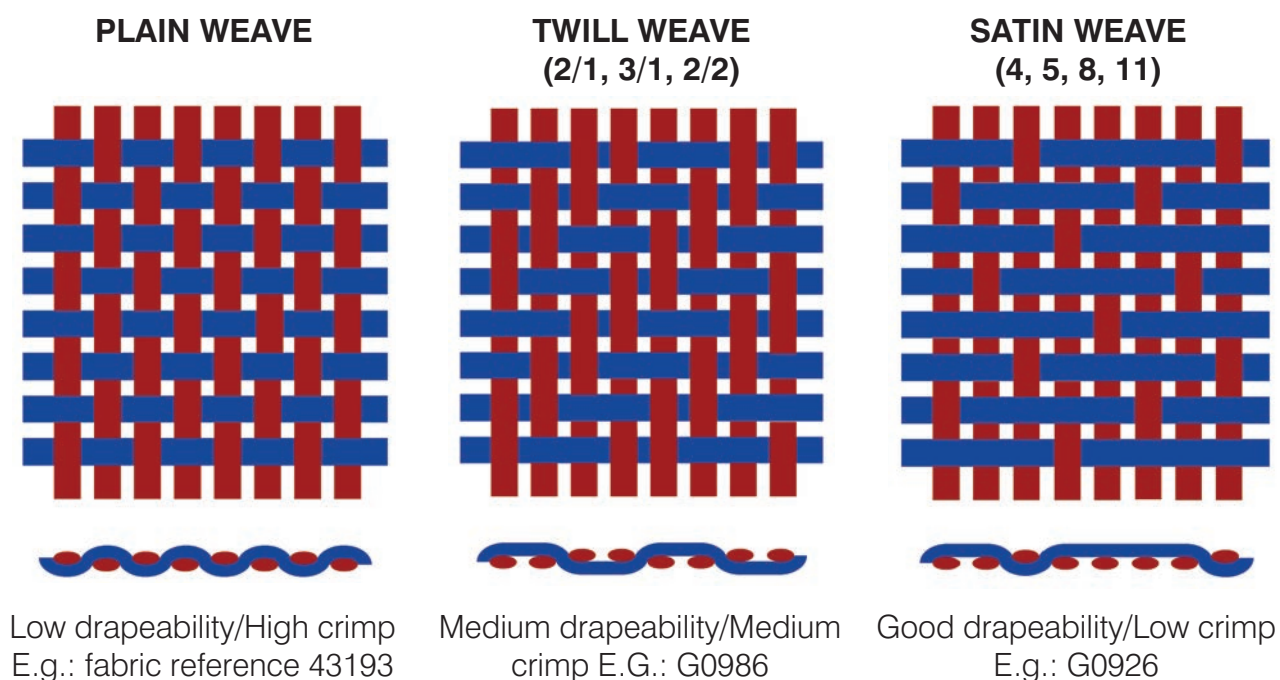 PLAIN WEAVE
TWILL WEAVE
(2/1, 3/1, 2/2)
SATIN WEAVE
(4, 5, 8, 11)
Low drapeability/High crimp
E.g.: fabric reference 43193
Medium drapeability/Medium
crimp E.G.: G0986
Good drapeability/Low crimp
E.g.: G0926